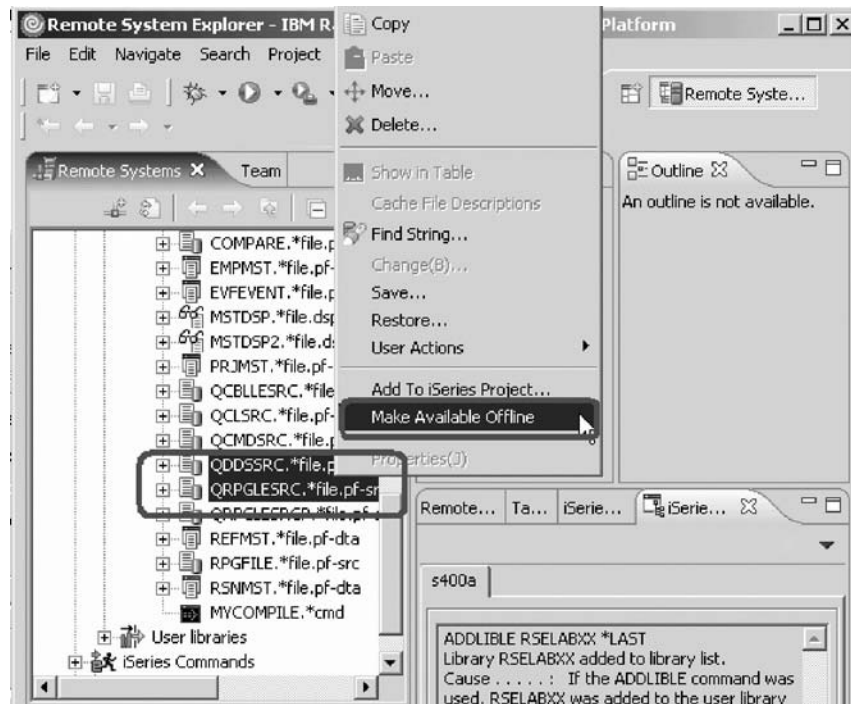 Remote System Explorer - IBM R
Platform
File Edit Navigate Search Project
Copy
Paste
Move...
Delete...
Show in Table
Cache File Descriptions
Find String...
Change(B)...
Save...
Restore...
User Actions
Add To iSeries Project...
Make Available Offline
Properties(J)
Remote Syste...
Remote Systems
Team
Outline
An outline is not available.
COMPARE.*file.p
EMPMST.*file.pf-
EVFEVENT.*file.p
MSTDSP.*file.dsp
MSTDSP2.*file.ds
PRJMST.*file.pf-
QCBLLESRC.*file
QCLSRC.*file.pf-
QCMDSRC.*file.p
QDDSSRC.*file.p
QRPGLESRC.*file.pf-sr
REFMST.*file.pf-dta
RPGFILE.*file.pf-src
RSNMST.*file.pf-dta
MYCOMPILE.*cmd
User libraries
iSeries Commands
Remote... Ta... iSerie... iSerie...
s400a
ADDLIBLE RSELABXX *LAST
Library RSELABXX added to library list.
Cause . . . . . : If the ADDLIBLE command was
used, RSELABXX was added to the user library